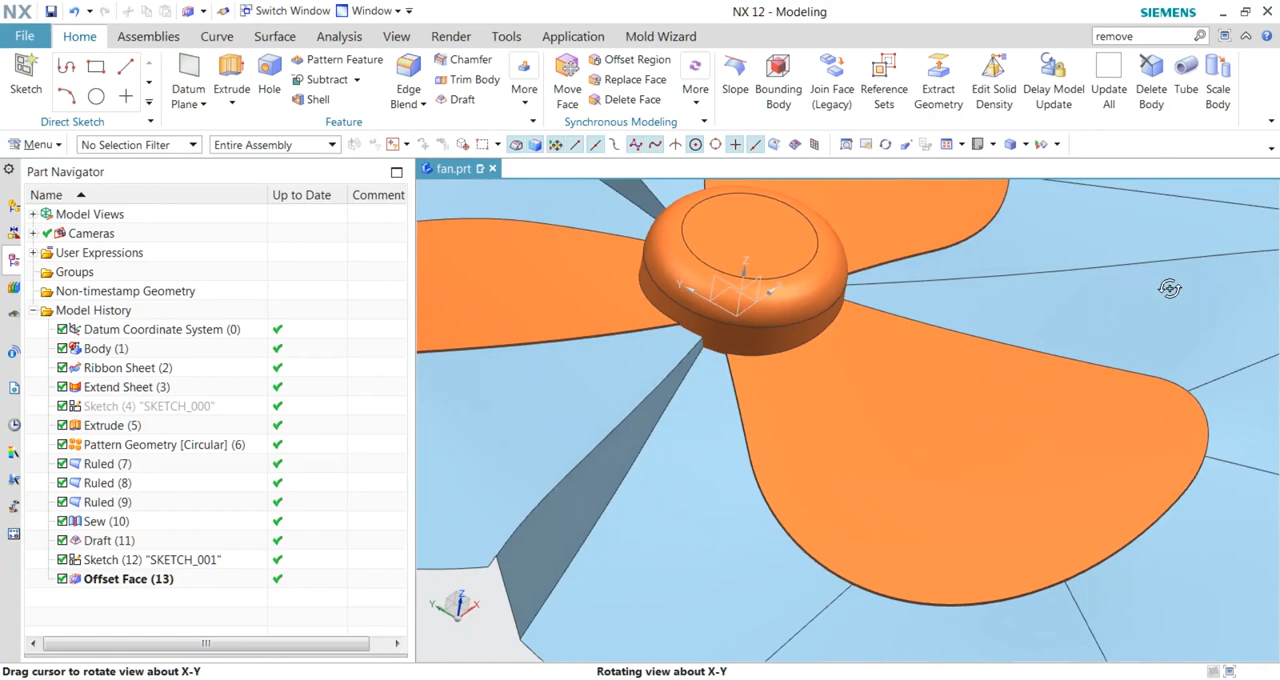 NX Switch Window Window NX 12 - Modeling SIEMENS
File Home Assemblies Curve Surface Analysis View Render Tools Application Mold Wizard remove
Sketch Datum Plane Extrude Hole Pattern Feature Subtract Shell Edge Blend Chamfer Trim Body Draft More Move Face Offset Region Replace Face Delete Face More Slope Bounding Body Join Face (Legacy) Reference Sets Extract Geometry Edit Solid Density Delay Model Update Update All Delete Body Tube Scale Body
Direct Sketch Feature Synchronous Modeling
Menu No Selection Filter Entire Assembly
Part Navigator fan.prt
Name Up to Date Comment
Model Views
Cameras
User Expressions
Groups
Non-timestamp Geometry
Model History
Datum Coordinate System (0)
Body (1)
Ribbon Sheet (2)
Extend Sheet (3)
Sketch (4) "SKETCH_000"
Extrude (5)
Pattern Geometry [Circular] (6)
Ruled (7)
Ruled (8)
Ruled (9)
Sew (10)
Draft (11)
Sketch (12) "SKETCH_001"
Offset Face (13)
Z
Y
Z
Y X
Drag cursor to rotate view about X-Y Rotating view about X-Y